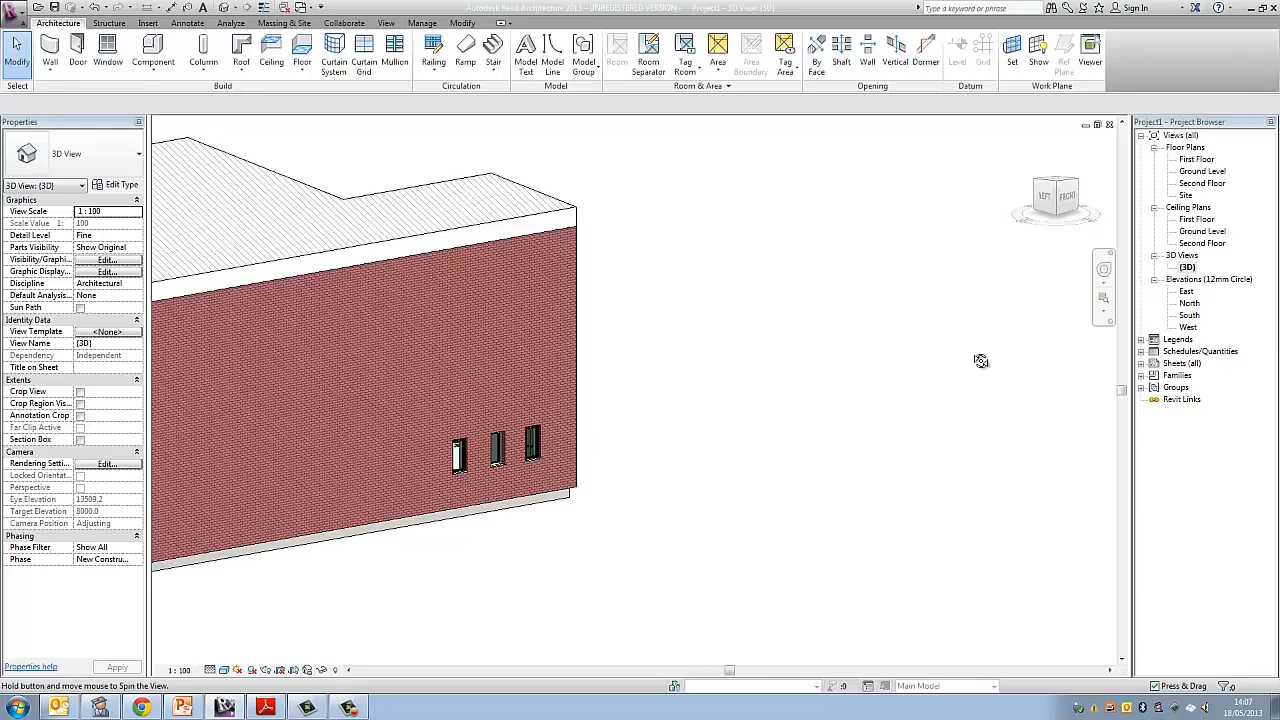 Autodesk Revit Architecture 2013 - UNREGISTERED VERSION - Project1 - 3D View: {3D}
Type a keyword or phrase
Sign In
Architecture Structure Insert Annotate Analyze Massing & Site Collaborate View Manage Modify
Modify Wall Door Window Component Column Roof Ceiling Floor Curtain System Curtain Grid Mullion Railing Ramp Stair Model Text Model Line Model Group Room Room Separator Tag Room Area Area Boundary Tag Area By Face Shaft Wall Vertical Dormer Level Grid Set Show Ref Plane Viewer
Select Build Circulation Model Room & Area Opening Datum Work Plane
Properties
3D View
3D View: {3D} Edit Type
Graphics
View Scale 1 : 100
Scale Value 1: 100
Detail Level Fine
Parts Visibility Show Original
Visibility/Graphi... Edit...
Graphic Display... Edit...
Discipline Architectural
Default Analysis... None
Sun Path
Identity Data
View Template <None>
View Name {3D}
Dependency Independent
Title on Sheet
Extents
Crop View
Crop Region Vis...
Annotation Crop
Far Clip Active
Section Box
Camera
Rendering Setti... Edit...
Locked Orientat...
Perspective
Eye Elevation 13509.2
Target Elevation 8000.0
Camera Position Adjusting
Phasing
Phase Filter Show All
Phase New Constru...
Properties help Apply
LEFT FRONT
Project1 - Project Browser
Views (all)
Floor Plans
First Floor
Ground Level
Second Floor
Site
Ceiling Plans
First Floor
Ground Level
Second Floor
3D Views
{3D}
Elevations (12mm Circle)
East
North
South
West
Legends
Schedules/Quantities
Sheets (all)
Families
Groups
Revit Links
1 : 100
Hold button and move mouse to Spin the View.
:0
Main Model
Press & Drag
:0
14:07
18/05/2013